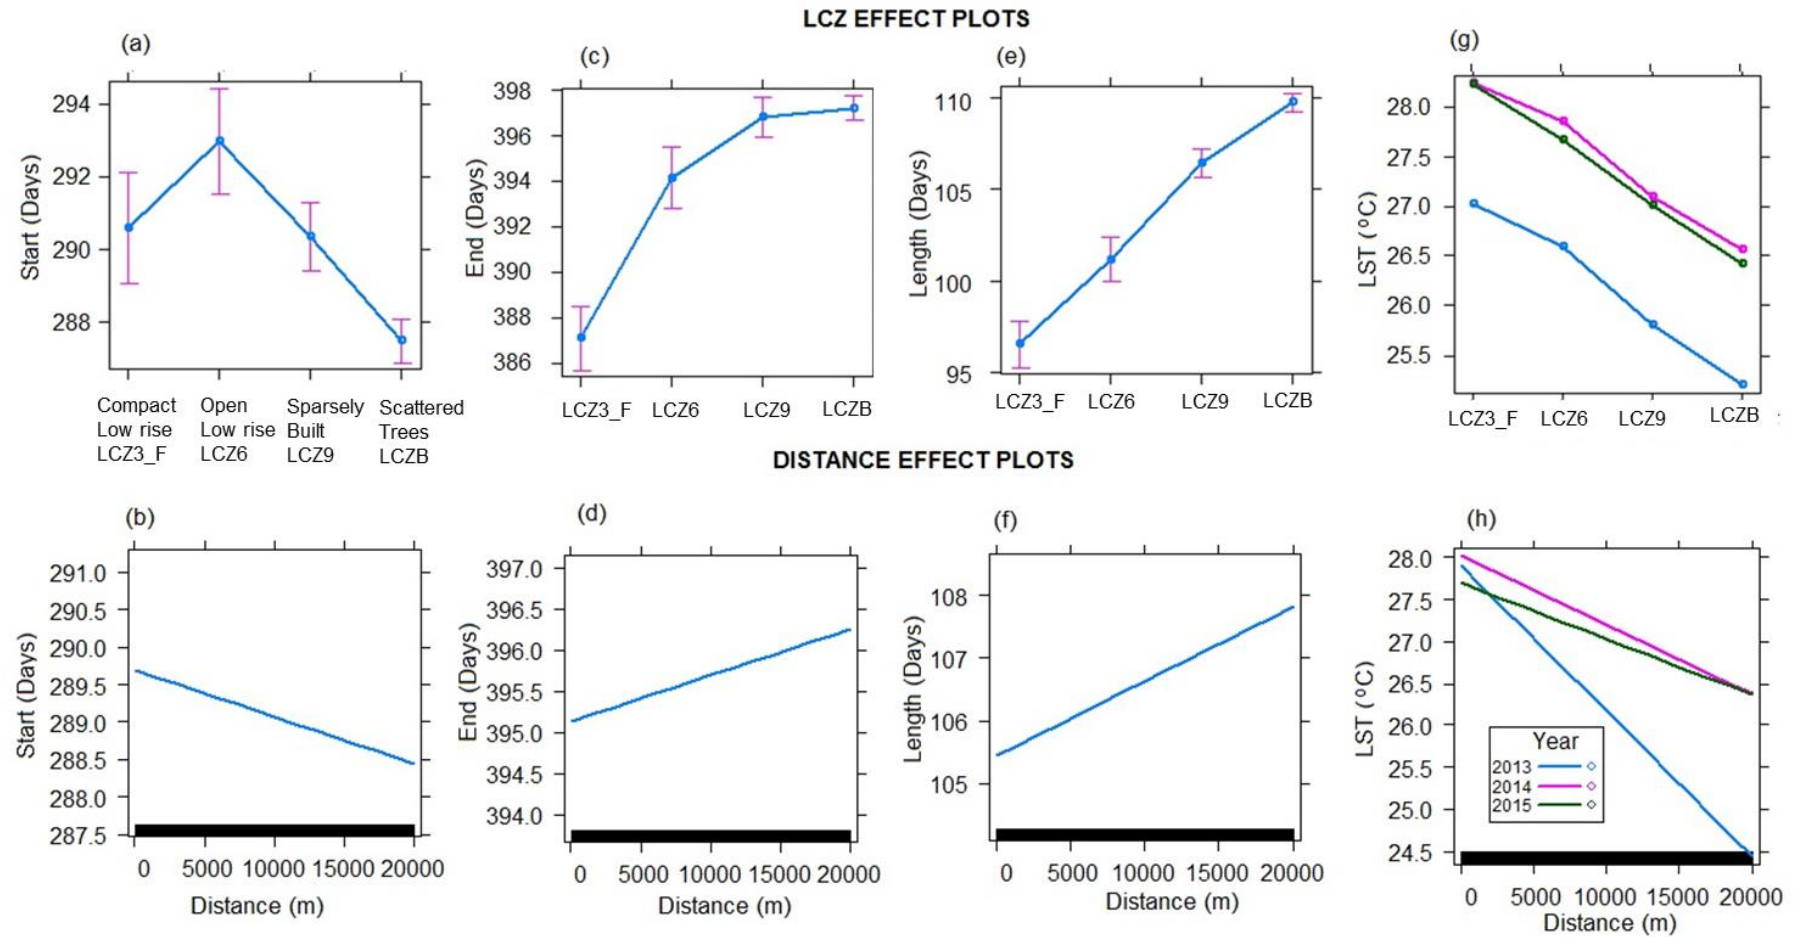 LCZ EFFECT PLOTS
(a)
294
292
290
288
Start (Days)
Compact
Low rise
LCZ3_F
Open
Low rise
LCZ6
Sparsely
Built
LCZ9
Scattered
Trees
LCZB
(c)
398
396
394
392
390
388
386
End (Days)
LCZ3_F LCZ6 LCZ9 LCZB
(e)
110
105
100
95
Length (Days)
LCZ3_F LCZ6 LCZ9 LCZB
(g)
28.0
27.5
27.0
26.5
26.0
25.5
LST (ºC)
LCZ3_F LCZ6 LCZ9 LCZB
DISTANCE EFFECT PLOTS
(b)
291.0
290.5
290.0
289.5
289.0
288.5
288.0
287.5
Start (Days)
0 5000 10000 15000 20000
Distance (m)
(d)
397.0
396.5
396.0
395.5
395.0
394.5
394.0
End (Days)
0 5000 10000 15000 20000
Distance (m)
(f)
108
107
106
105
Length (Days)
0 5000 10000 15000 20000
Distance (m)
(h)
28.0
27.5
27.0
26.5
26.0
25.5
25.0
24.5
LST (ºC)
Year
2013
2014
2015
0 5000 10000 15000 20000
Distance (m)